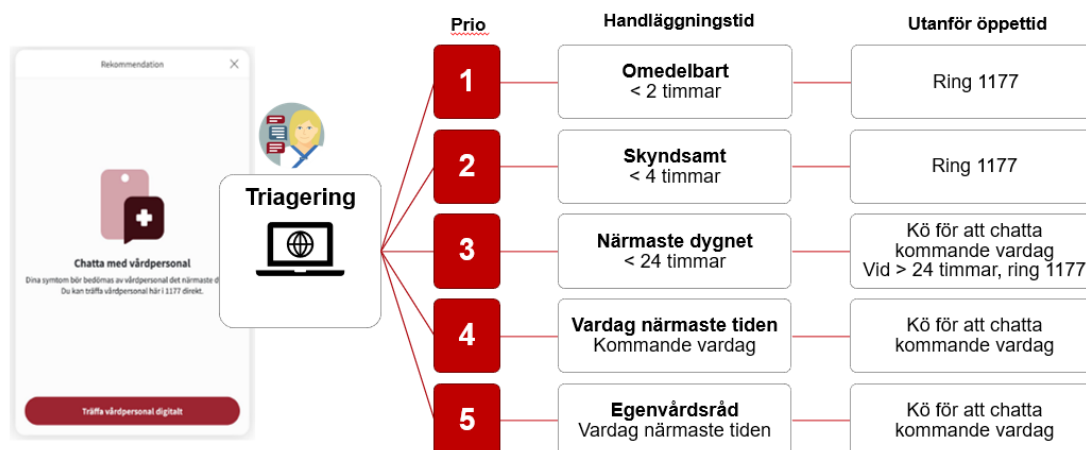 Prio
Handläggningstid
Utanför öppettid
Rekommendation
Chatta med vårdpersonal
Dina symtom bör bedömas av vårdpersonal det närmaste d
Du kan träffa vårdpersonal här i 1177 direkt.
Träffa vårdpersonal digitalt
Triagering
1
Omedelbart
< 2 timmar
Ring 1177
2
Skyndsamt
< 4 timmar
Ring 1177
3
Närmaste dygnet
< 24 timmar
Kö för att chatta
kommande vardag
Vid > 24 timmar, ring 1177
4
Vardag närmaste tiden
Kommande vardag
Kö för att chatta
kommande vardag
5
Egenvårdsråd
Vardag närmaste tiden
Kö för att chatta
kommande vardag